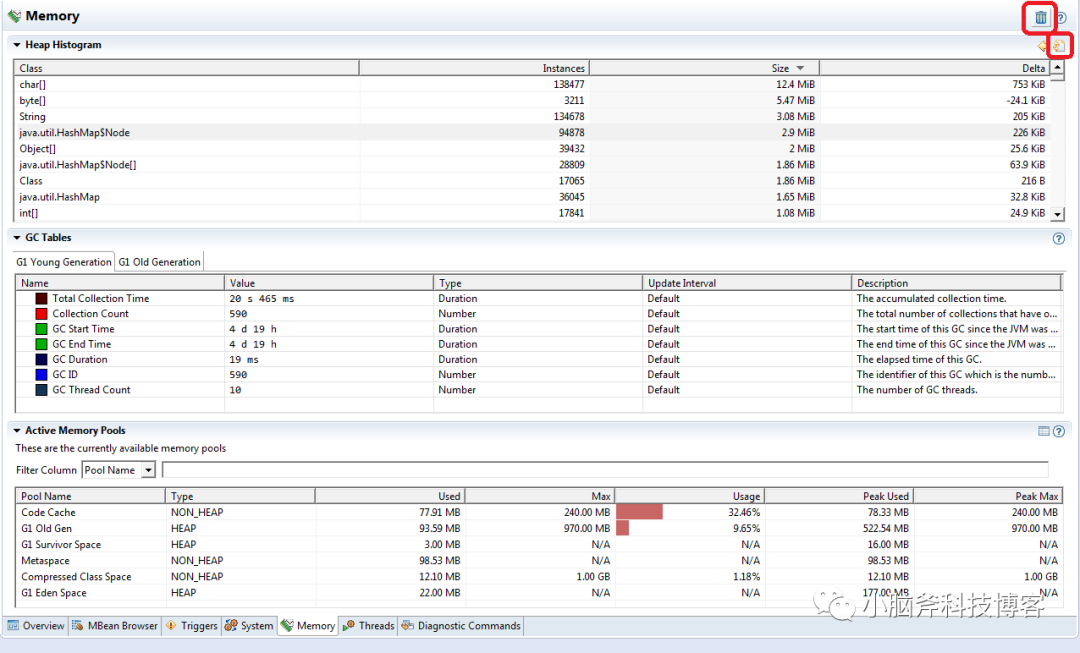 Memory
Heap Histogram
Class Instances Size Delta
char[] 138477 12.4 MiB 753 KiB
byte[] 3211 5.47 MiB -24.1 KiB
String 134678 3.08 MiB 205 KiB
java.util.HashMap$Node 94878 2.9 MiB 226 KiB
Object[] 39432 2 MiB 25.6 KiB
java.util.HashMap$Node[] 28809 1.86 MiB 63.9 KiB
Class 17065 1.86 MiB 216 B
java.util.HashMap 36045 1.65 MiB 32.8 KiB
int[] 17841 1.08 MiB 24.9 KiB
GC Tables
G1 Young Generation G1 Old Generation
Name Value Type Update Interval Description
Total Collection Time 20 s 465 ms Duration Default The accumulated collection time.
Collection Count 590 Number Default The total number of collections that have o...
GC Start Time 4 d 19 h Duration Default The start time of this GC since the JVM was ...
GC End Time 4 d 19 h Duration Default The end time of this GC since the JVM was ...
GC Duration 19 ms Duration Default The elapsed time of this GC.
GC ID 590 Number Default The identifier of this GC which is the numb...
GC Thread Count 10 Number Default The number of GC threads.
Active Memory Pools
These are the currently available memory pools
Filter Column Pool Name
Pool Name Type Used Max Usage Peak Used Peak Max
Code Cache NON_HEAP 77.91 MB 240.00 MB 32.46% 78.33 MB 240.00 MB
G1 Old Gen HEAP 93.59 MB 970.00 MB 9.65% 522.54 MB 970.00 MB
G1 Survivor Space HEAP 3.00 MB N/A N/A 16.00 MB N/A
Metaspace NON_HEAP 98.53 MB N/A N/A 98.53 MB N/A
Compressed Class Space NON_HEAP 12.10 MB 1.00 GB 1.18% 12.10 MB 1.00 GB
G1 Eden Space HEAP 22.00 MB N/A N/A 177.00 MB N/A
小脑斧科技博客
Overview MBean Browser Triggers System Memory Threads Diagnostic Commands